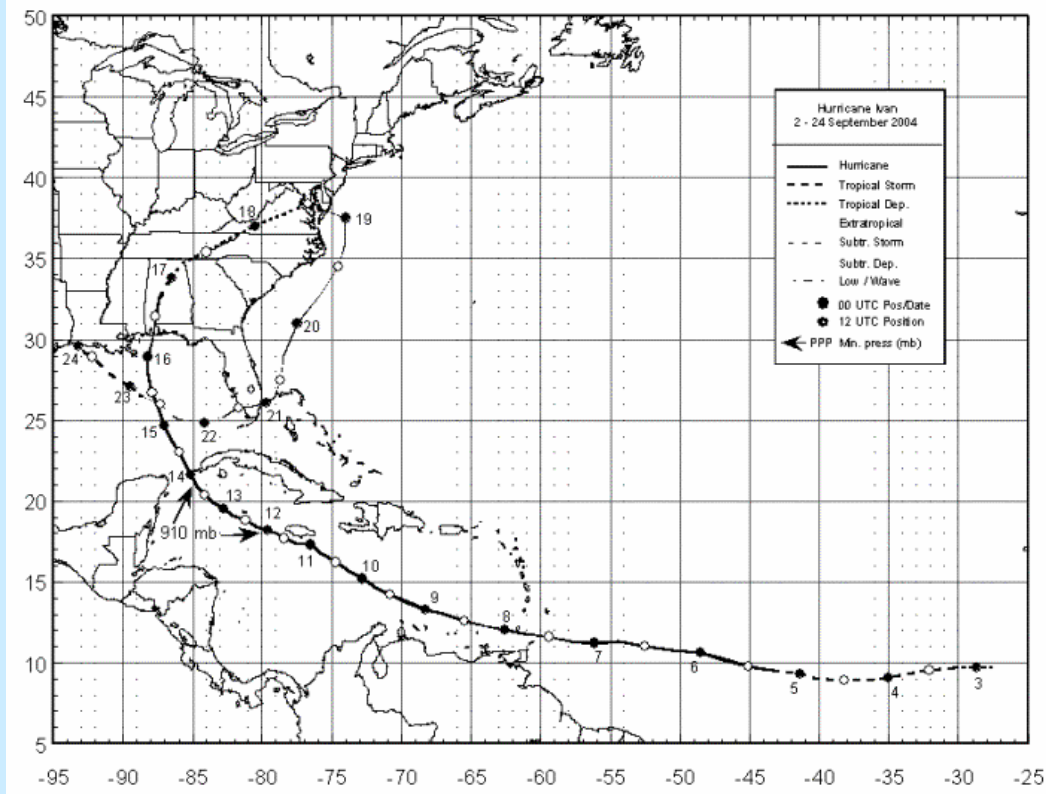 50
45
40
35
30
25
20
15
10
5
-95 -90 -85 -80 -75 -70 -65 -60 -55 -50 -45 -40 -35 -30 -25
Hurricane Ivan
2 - 24 September 2004
Hurricane
Tropical Storm
Tropical Dep.
Extratropical
Subtr. Storm
Subtr. Dep.
Low / Wave
00 UTC Pos/Date
12 UTC Position
PPP Min. press (mb)
18
19
17
20
16
24
23
21
15
22
14
13
910 mb
12
11
10
9
8
7
6
5
4
3